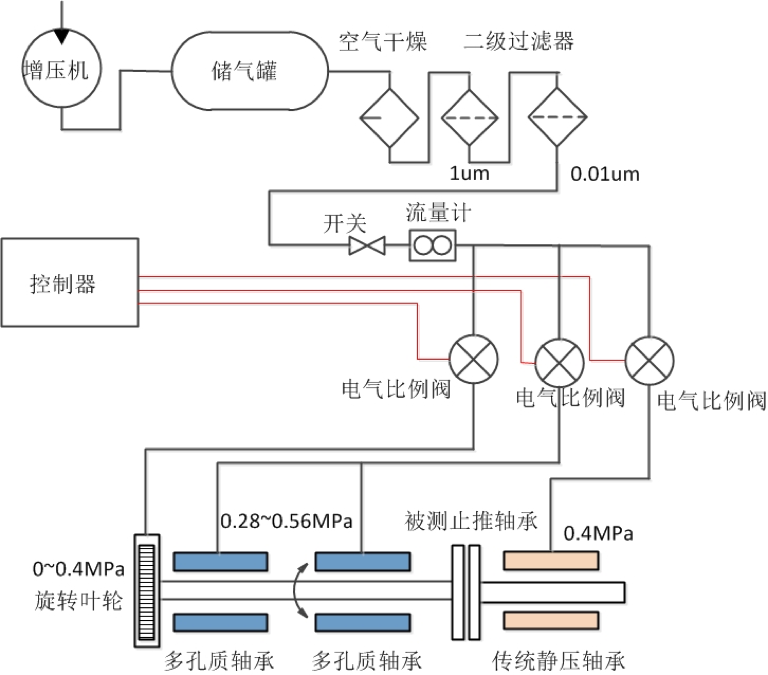 空气干燥
二级过滤器
增压机
储气罐
1um
0.01um
开关
流量计
控制器
电气比例阀
电气比例阀
电气比例阀
0.28~0.56MPa
被测止推轴承
0.4MPa
0~0.4MPa
旋转叶轮
多孔质轴承
多孔质轴承
传统静压轴承